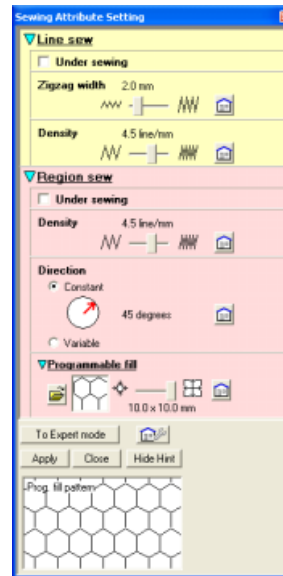 Sewing Attribute Setting
Line sew
Under sewing
Zigzag width 2.0 mm
Density 4.5 line/mm
Region sew
Under sewing
Density 4.5 line/mm
Direction
Constant
45 degrees
Variable
Programmable fill
10.0 x 10.0 mm
To Expert mode
Apply Close Hide Hint
Prog. fill pattern